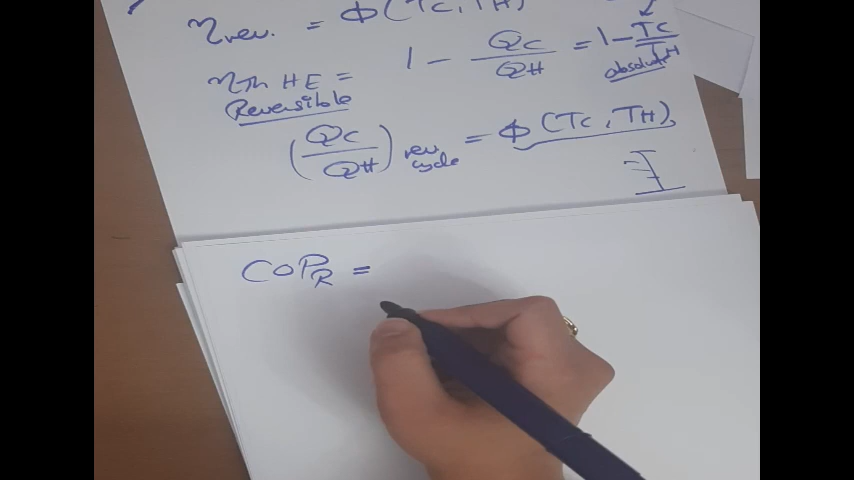 ηrev. = Φ(TC, TH)
ηTh HE = 1 - QC/QH = 1 - TC/TH
Reversible absolute
(QC/QH) rev. cycle = Φ (TC, TH),
COPR =